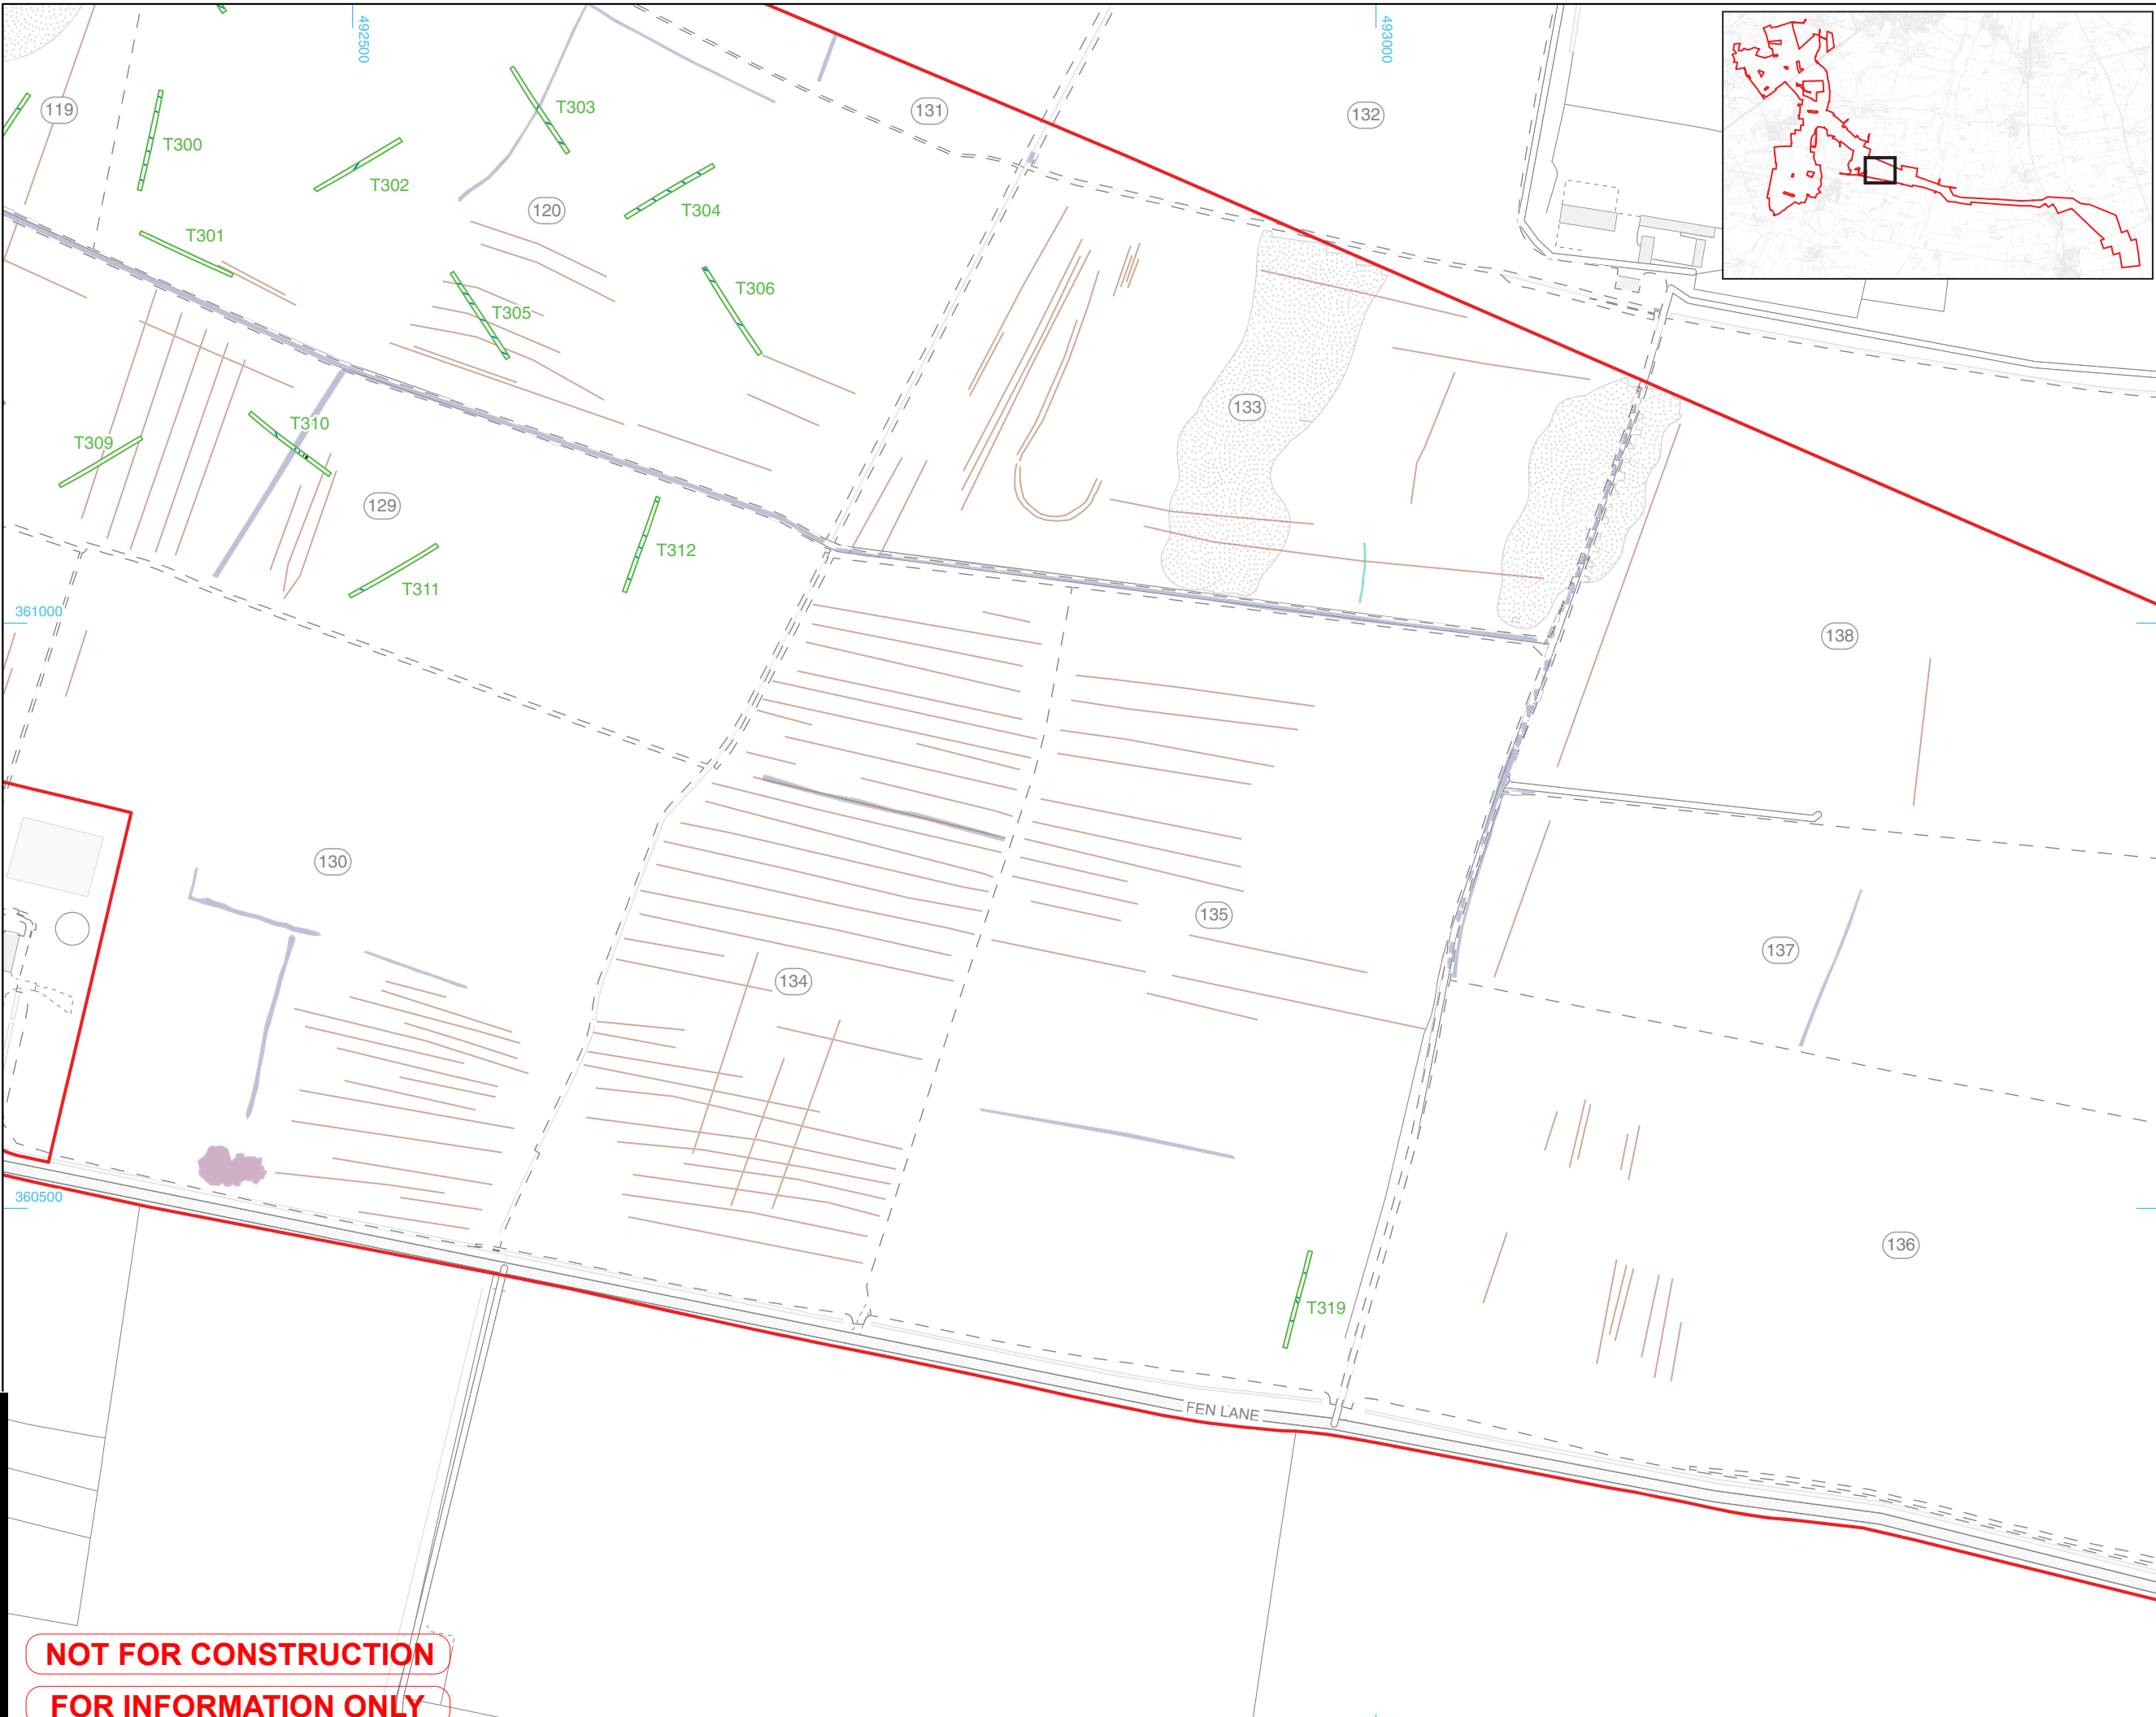 492500
493000
119
T300
T303
131
132
T302
120
T304
T301
T305
T306
133
T310
T309
129
T312
T311
361000
138
130
135
134
137
360500
136
T319
FEN LANE
NOT FOR CONSTRUCTION
FOR INFORMATION ONLY